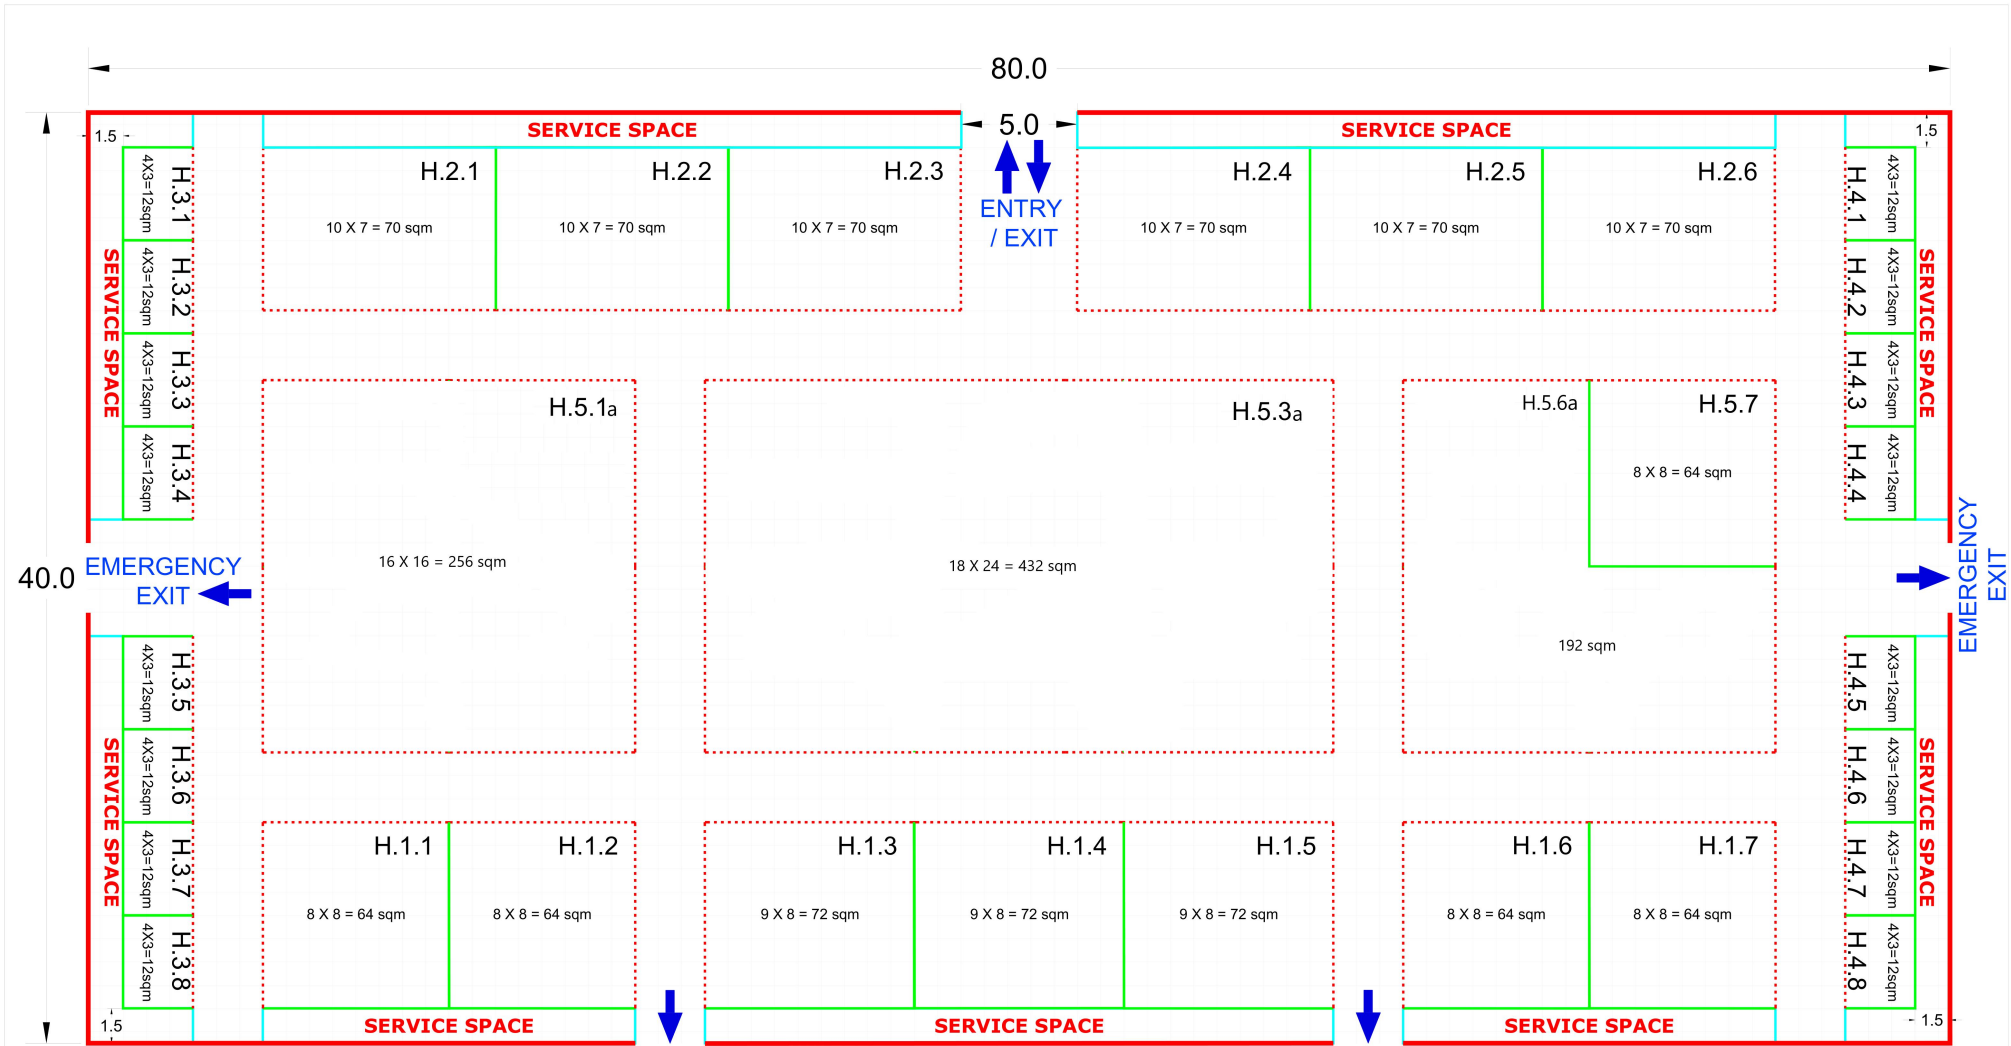 80.0
SERVICE SPACE
5.0
SERVICE SPACE
1.5
1.5
ENTRY
/ EXIT
H.2.1
10 X 7 = 70 sqm
H.2.2
10 X 7 = 70 sqm
H.2.3
10 X 7 = 70 sqm
H.2.4
10 X 7 = 70 sqm
H.2.5
10 X 7 = 70 sqm
H.2.6
10 X 7 = 70 sqm
SERVICE SPACE
H.3.1
4X3=12sqm
H.3.2
4X3=12sqm
H.3.3
4X3=12sqm
H.3.4
4X3=12sqm
H.4.1
4X3=12sqm
H.4.2
4X3=12sqm
H.4.3
4X3=12sqm
H.4.4
4X3=12sqm
SERVICE SPACE
H.5.1a
16 X 16 = 256 sqm
H.5.3a
18 X 24 = 432 sqm
H.5.6a
192 sqm
H.5.7
8 X 8 = 64 sqm
40.0
EMERGENCY
EXIT
EMERGENCY
EXIT
SERVICE SPACE
H.3.5
4X3=12sqm
H.3.6
4X3=12sqm
H.3.7
4X3=12sqm
H.3.8
4X3=12sqm
H.4.5
4X3=12sqm
H.4.6
4X3=12sqm
H.4.7
4X3=12sqm
H.4.8
4X3=12sqm
SERVICE SPACE
H.1.1
8 X 8 = 64 sqm
H.1.2
8 X 8 = 64 sqm
H.1.3
9 X 8 = 72 sqm
H.1.4
9 X 8 = 72 sqm
H.1.5
9 X 8 = 72 sqm
H.1.6
8 X 8 = 64 sqm
H.1.7
8 X 8 = 64 sqm
1.5
SERVICE SPACE
SERVICE SPACE
SERVICE SPACE
1.5